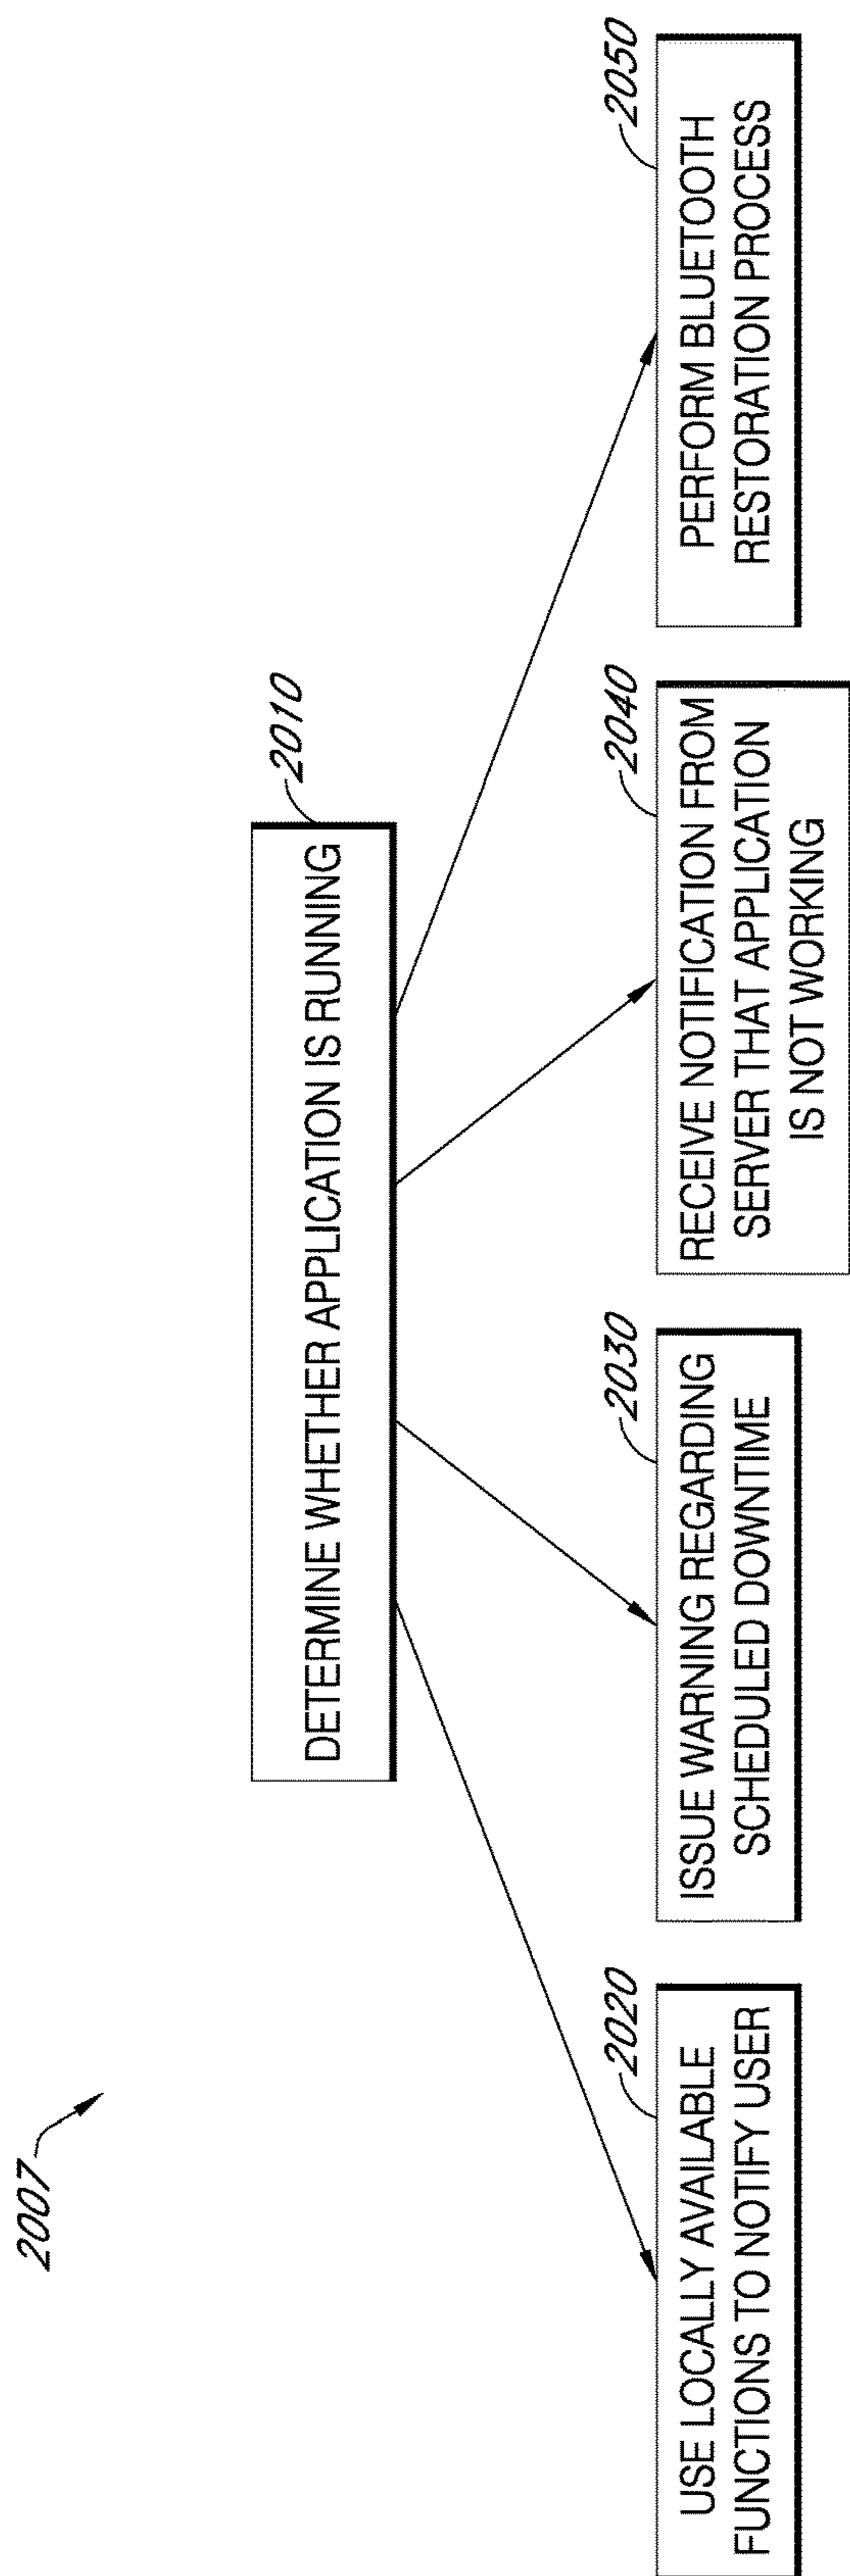 2007
2010
DETERMINE WHETHER APPLICATION IS RUNNING
2020
USE LOCALLY AVAILABLE
FUNCTIONS TO NOTIFY USER
2030
ISSUE WARNING REGARDING
SCHEDULED DOWNTIME
2040
RECEIVE NOTIFICATION FROM
SERVER THAT APPLICATION
IS NOT WORKING
2050
PERFORM BLUETOOTH
RESTORATION PROCESS